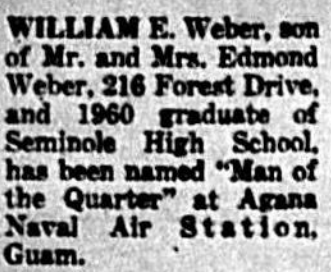 WILLIAM E. Weber, son
of Mr. and Mrs. Edmond
Weber, 216 Forest Drive,
and 1960 graduate of
Seminole High School,
has been named "Man of
the Quarter" at Agana
Naval Air Station,
Guam.